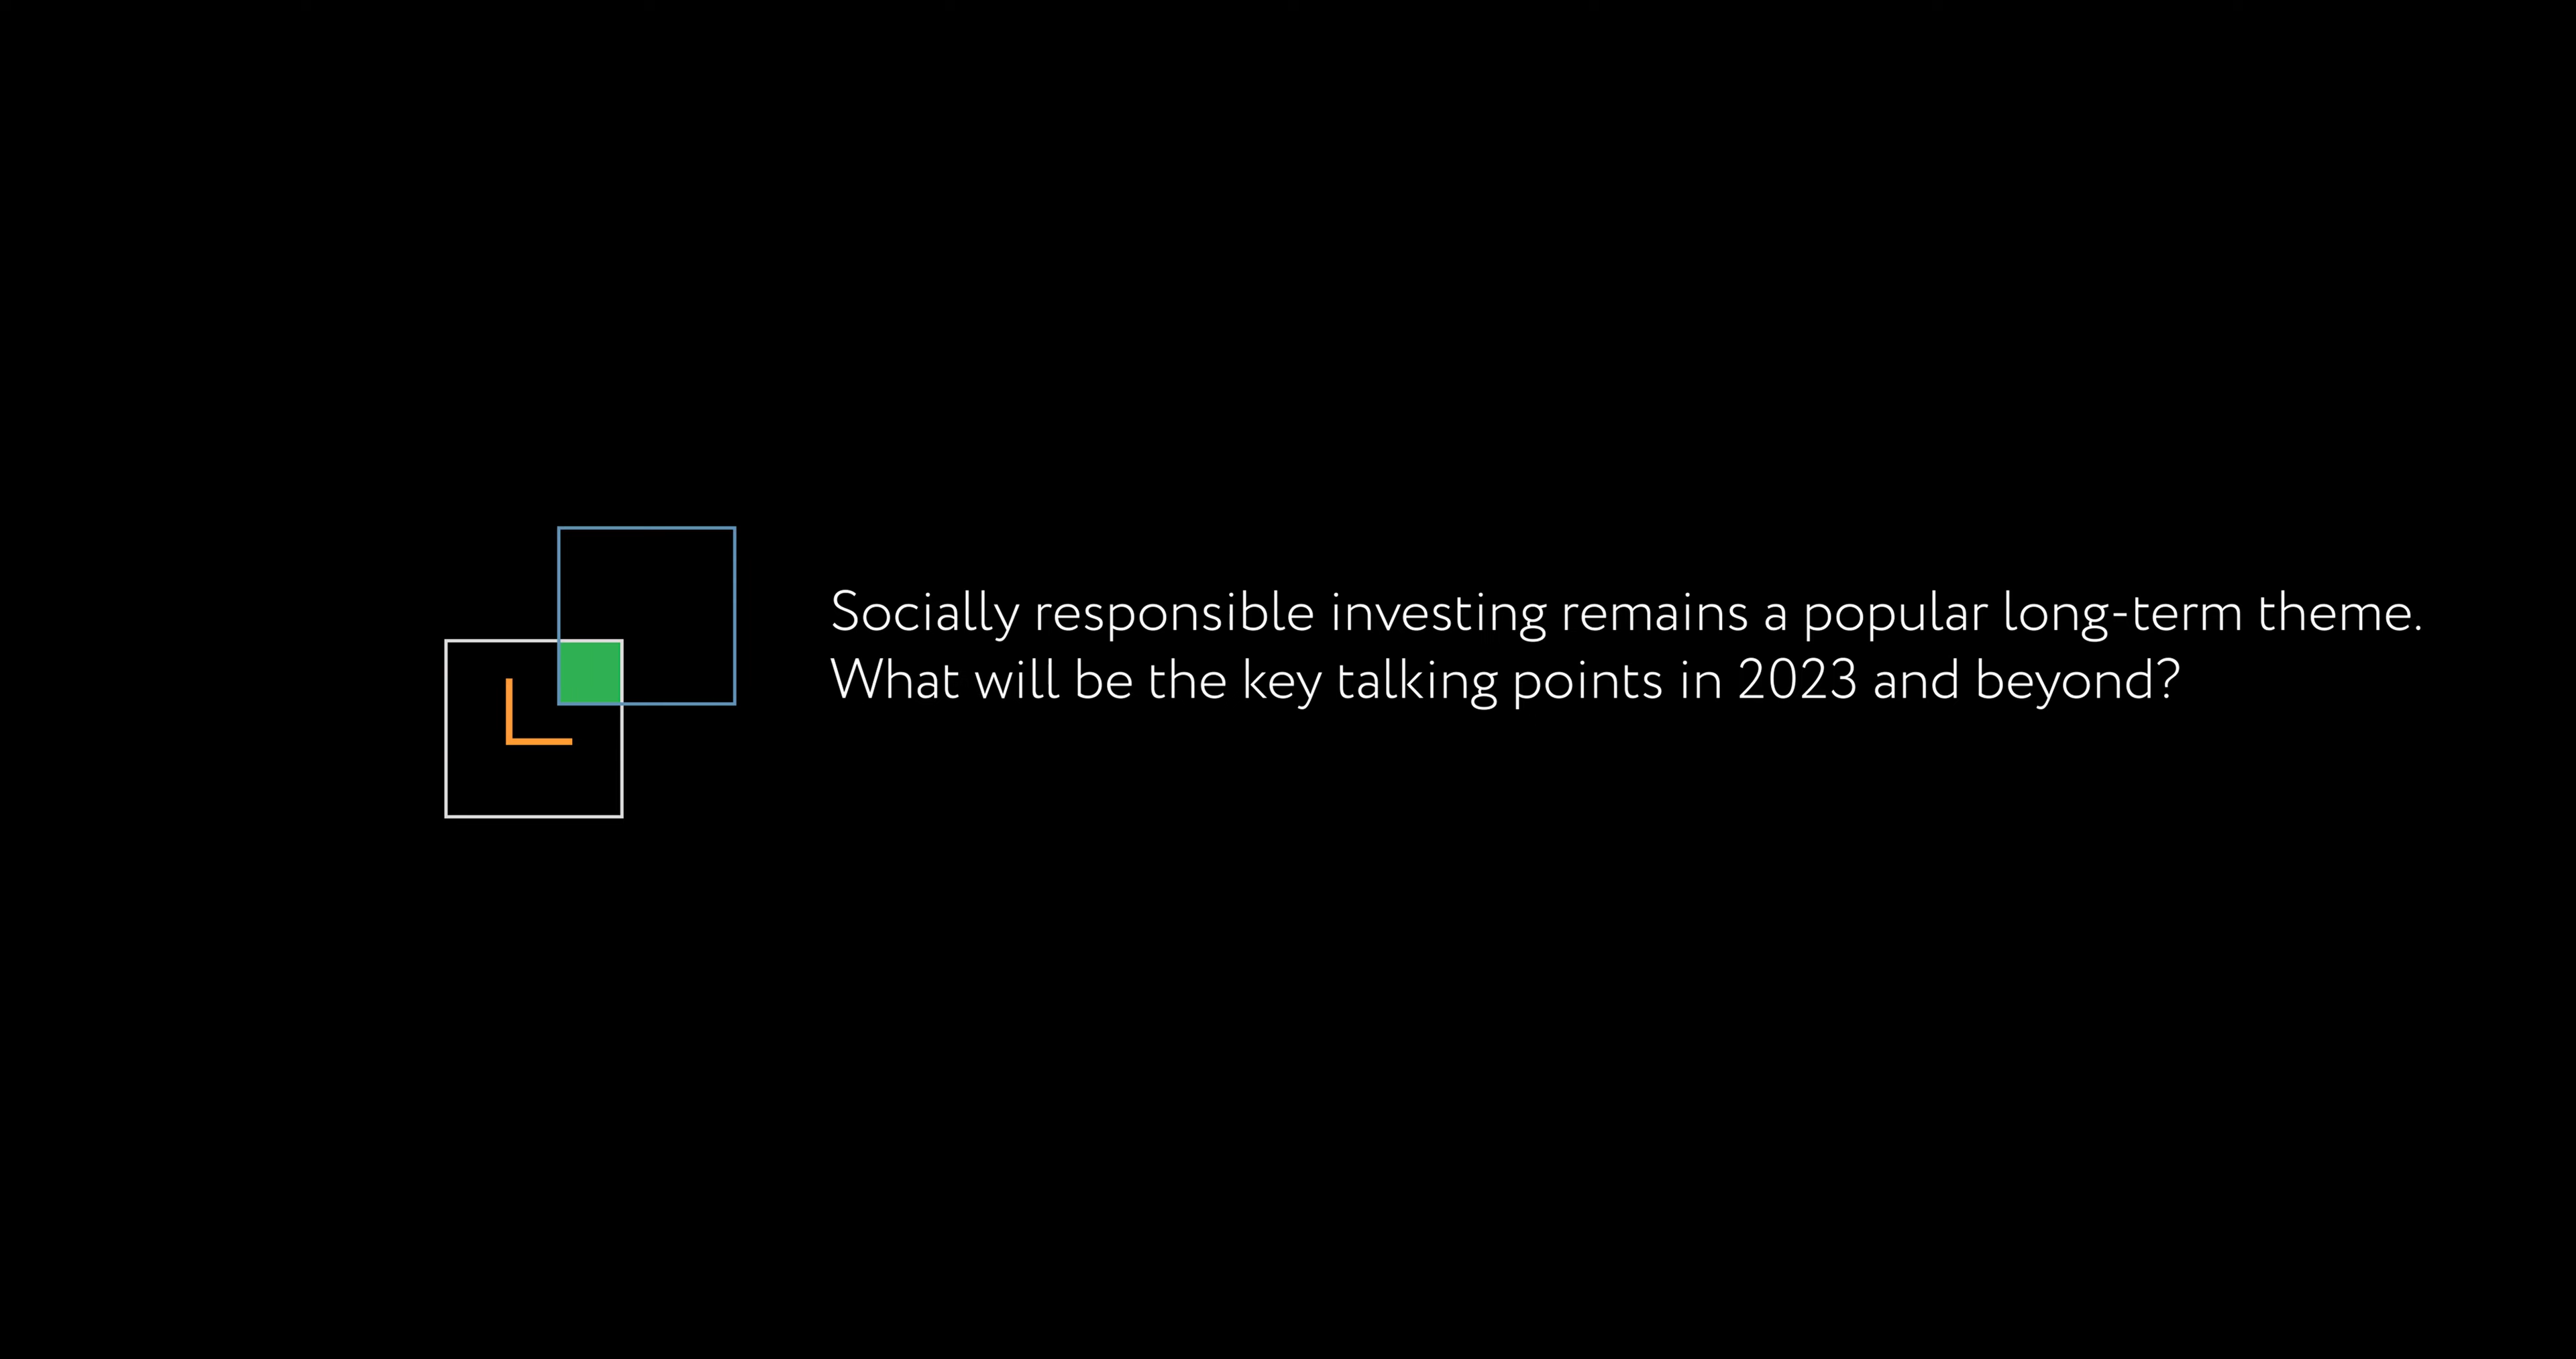 Socially responsible investing remains a popular long-term theme.
What will be the key talking points in 2023 and beyond?